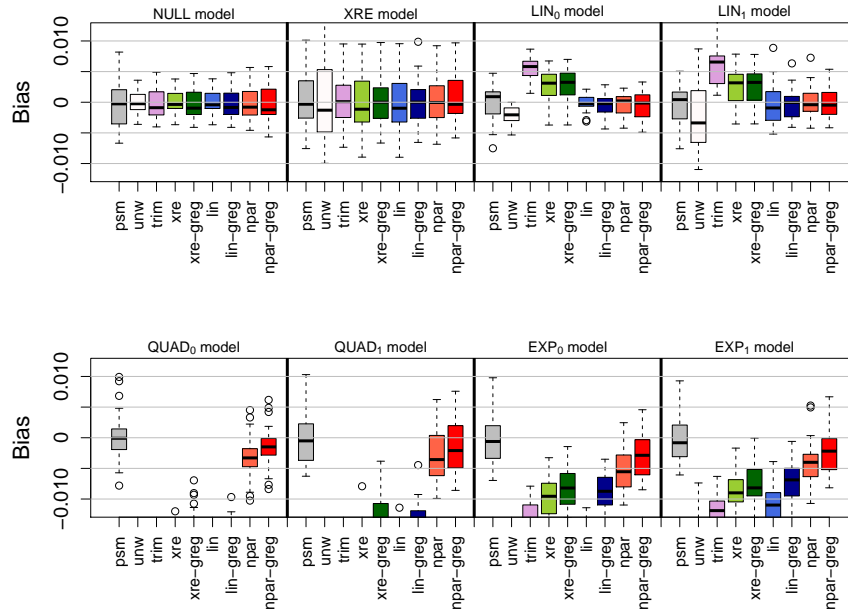 NULL model
XRE model
LIN₀ model
LIN₁ model
Bias
0.010
0
−0.010
psm
unw
trim
xre
xre-greg
lin
lin-greg
npar
npar-greg
psm
unw
trim
xre
xre-greg
lin
lin-greg
npar
npar-greg
psm
unw
trim
xre
xre-greg
lin
lin-greg
npar
npar-greg
psm
unw
trim
xre
xre-greg
lin
lin-greg
npar
npar-greg
QUAD₀ model
QUAD₁ model
EXP₀ model
EXP₁ model
Bias
0.010
0
−0.010
psm
unw
trim
xre
xre-greg
lin
lin-greg
npar
npar-greg
psm
unw
trim
xre
xre-greg
lin
lin-greg
npar
npar-greg
psm
unw
trim
xre
xre-greg
lin
lin-greg
npar
npar-greg
psm
unw
trim
xre
xre-greg
lin
lin-greg
npar
npar-greg